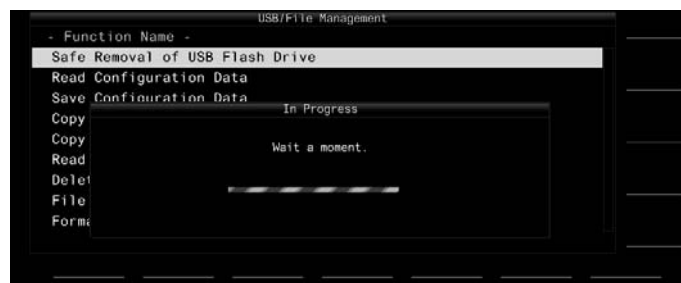 USB/File Management
- Function Name -
Safe Removal of USB Flash Drive
Read Configuration Data
Save Configuration Data
In Progress
Copy
Wait a moment.
Copy
Read
Delet
File
Forma